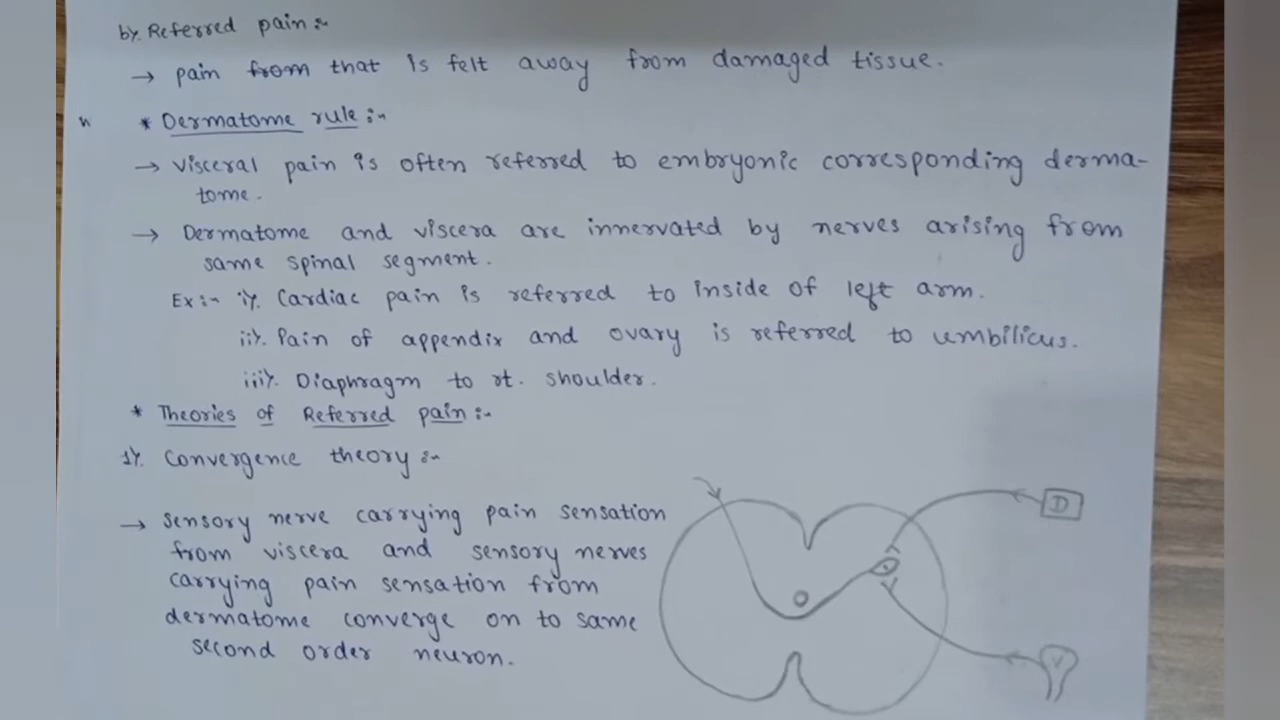 by. Referred pain :-
→ pain from that is felt away from damaged tissue.
* Dermatome rule :-
→ visceral pain is often referred to embryonic corresponding derma-
tome.
→ Dermatome and viscera are innervated by nerves arising from
same spinal segment.
Ex :- i). Cardiac pain is referred to inside of left arm.
ii). Pain of appendix and ovary is referred to umbilicus.
iii). Diaphragm to rt. shoulder.
* Theories of Referred pain :-
1). Convergence theory :-
→ sensory nerve carrying pain sensation
from viscera and sensory nerves
carrying pain sensation from
dermatome converge on to same
second order neuron.
D
V